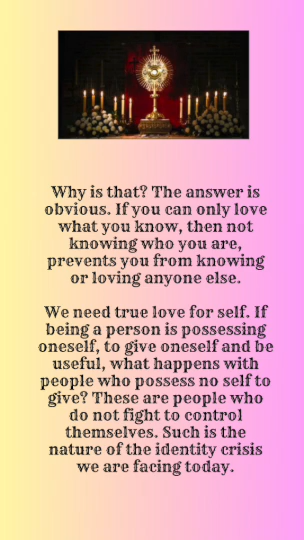 Why is that? The answer is
obvious. If you can only love
what you know, then not
knowing who you are,
prevents you from knowing
or loving anyone else.
We need true love for self. If
being a person is possessing
oneself, to give oneself and be
useful, what happens with
people who possess no self to
give? These are people who
do not fight to control
themselves. Such is the
nature of the identity crisis
we are facing today.